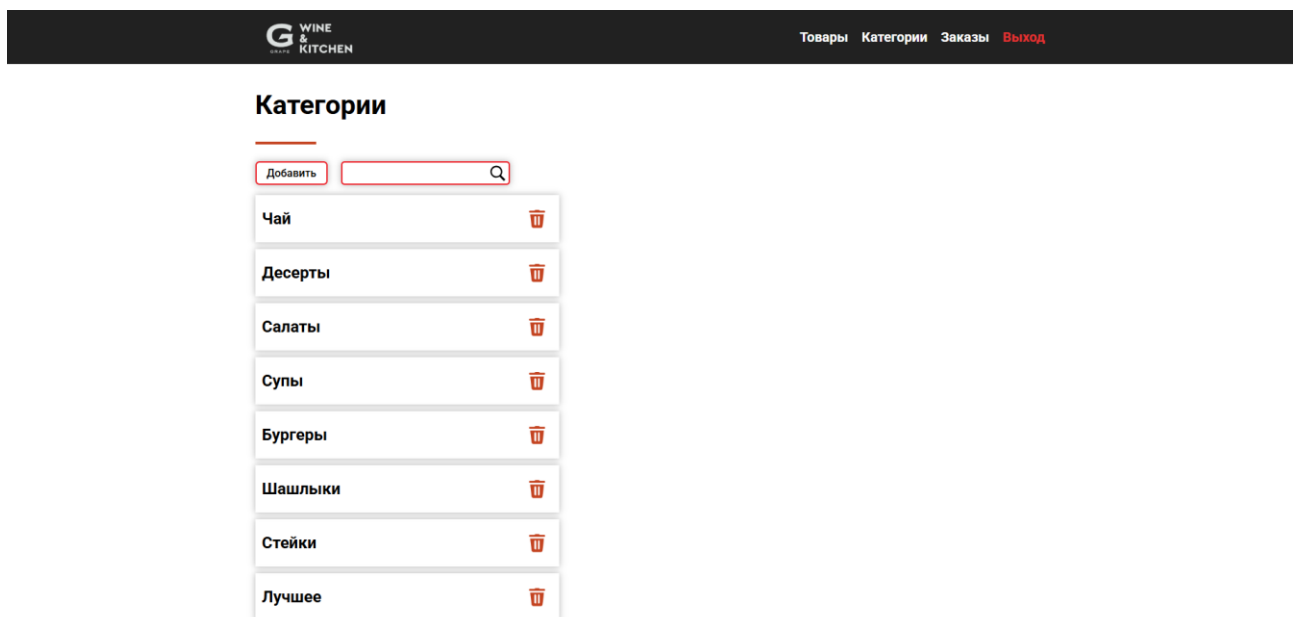 G WINE
&
GRAPE KITCHEN
Товары Категории Заказы Выход
Категории
Добавить
Чай
Десерты
Салаты
Супы
Бургеры
Шашлыки
Стейки
Лучшее